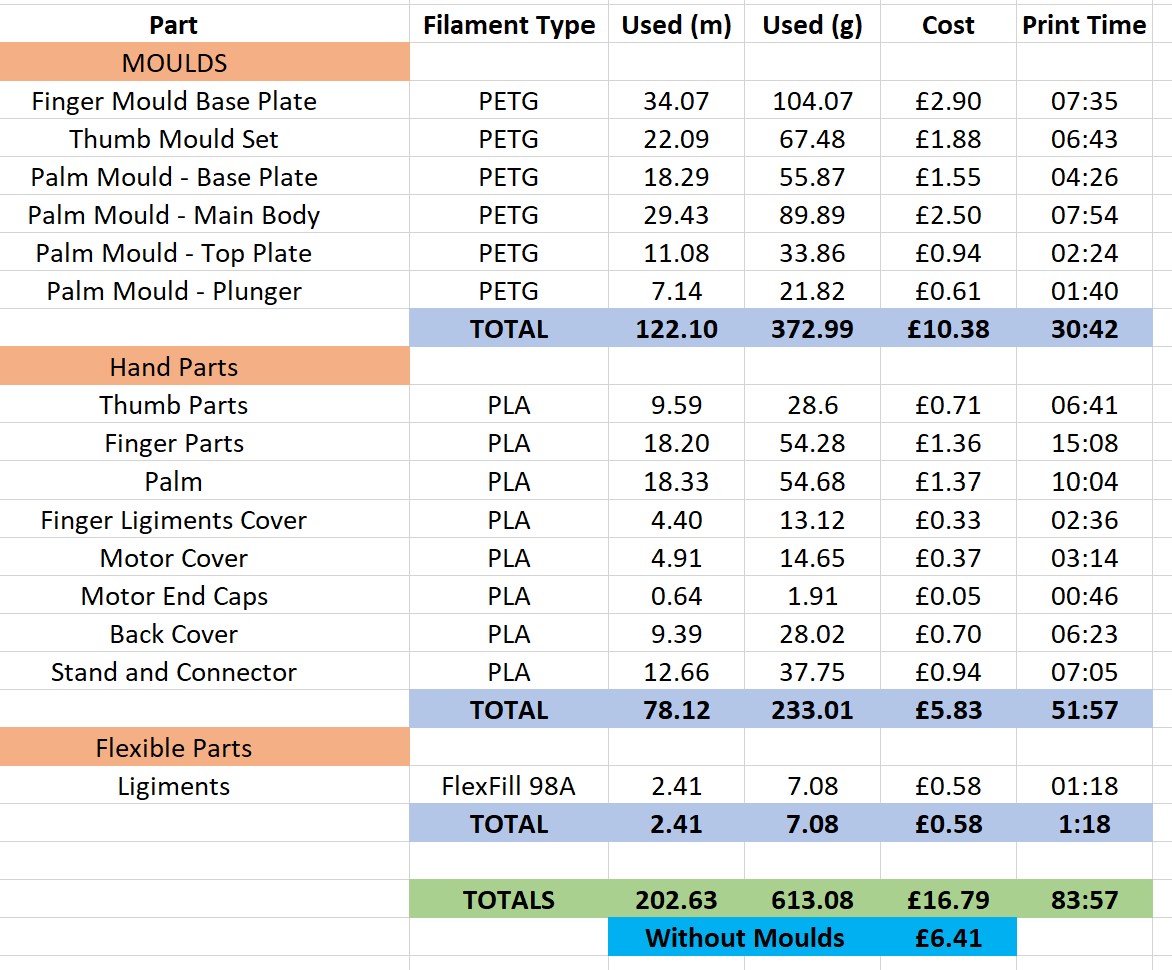 Part Filament Type Used (m) Used (g) Cost Print Time
MOULDS
Finger Mould Base Plate PETG 34.07 104.07 £2.90 07:35
Thumb Mould Set PETG 22.09 67.48 £1.88 06:43
Palm Mould - Base Plate PETG 18.29 55.87 £1.55 04:26
Palm Mould - Main Body PETG 29.43 89.89 £2.50 07:54
Palm Mould - Top Plate PETG 11.08 33.86 £0.94 02:24
Palm Mould - Plunger PETG 7.14 21.82 £0.61 01:40
TOTAL 122.10 372.99 £10.38 30:42
Hand Parts
Thumb Parts PLA 9.59 28.6 £0.71 06:41
Finger Parts PLA 18.20 54.28 £1.36 15:08
Palm PLA 18.33 54.68 £1.37 10:04
Finger Ligiments Cover PLA 4.40 13.12 £0.33 02:36
Motor Cover PLA 4.91 14.65 £0.37 03:14
Motor End Caps PLA 0.64 1.91 £0.05 00:46
Back Cover PLA 9.39 28.02 £0.70 06:23
Stand and Connector PLA 12.66 37.75 £0.94 07:05
TOTAL 78.12 233.01 £5.83 51:57
Flexible Parts
Ligiments FlexFill 98A 2.41 7.08 £0.58 01:18
TOTAL 2.41 7.08 £0.58 1:18
TOTALS 202.63 613.08 £16.79 83:57
Without Moulds £6.41